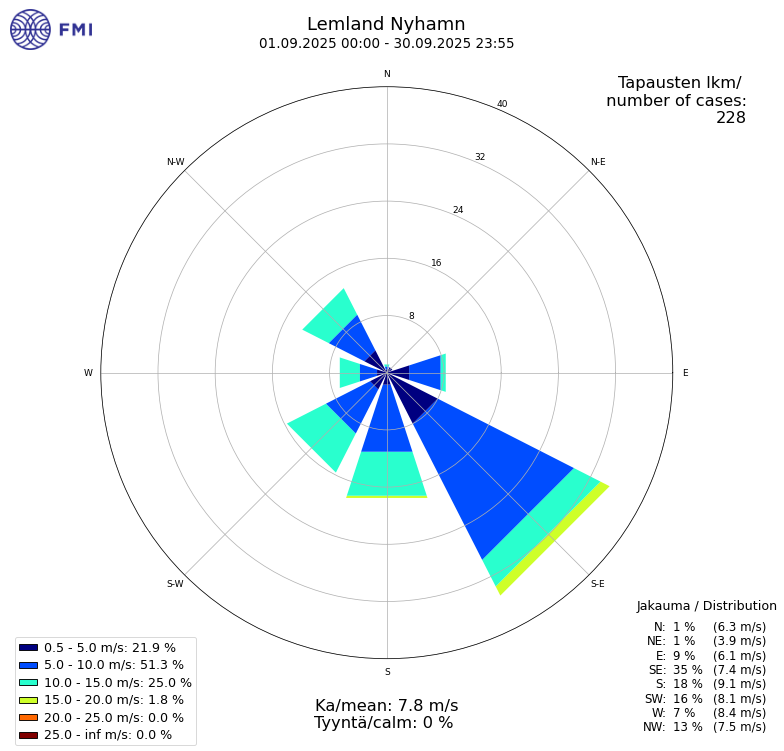 FMI
Lemland Nyhamn
01.09.2025 00:00 - 30.09.2025 23:55
Tapausten lkm/
number of cases:
228
N
40
N-W
N-E
32
24
16
8
W
E
S-W
S-E
S
Jakauma / Distribution
N: 1 % (6.3 m/s)
NE: 1 % (3.9 m/s)
E: 9 % (6.1 m/s)
SE: 35 % (7.4 m/s)
S: 18 % (9.1 m/s)
SW: 16 % (8.1 m/s)
W: 7 % (8.4 m/s)
NW: 13 % (7.5 m/s)
0.5 - 5.0 m/s: 21.9 %
5.0 - 10.0 m/s: 51.3 %
10.0 - 15.0 m/s: 25.0 %
15.0 - 20.0 m/s: 1.8 %
20.0 - 25.0 m/s: 0.0 %
25.0 - inf m/s: 0.0 %
Ka/mean: 7.8 m/s
Tyyntä/calm: 0 %